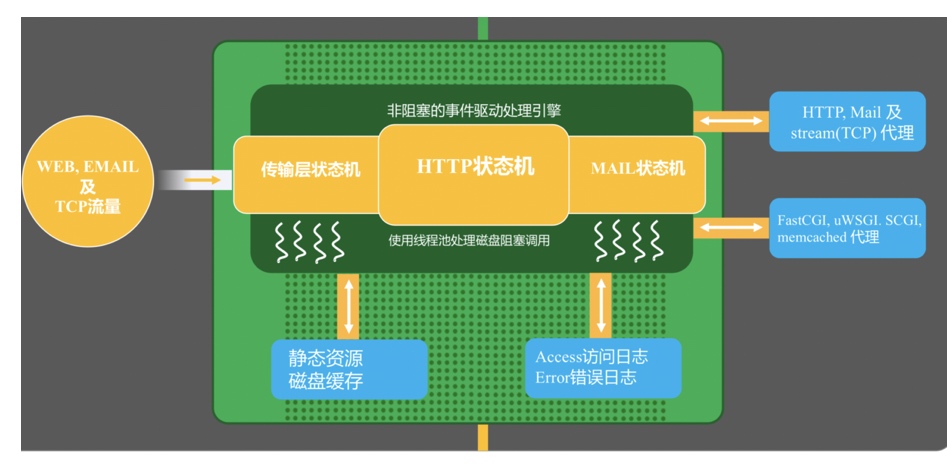 非阻塞的事件驱动处理引擎
WEB, EMAIL
及
TCP流量
传输层状态机
HTTP状态机
MAIL状态机
使用线程池处理磁盘阻塞调用
HTTP, Mail 及
stream(TCP) 代理
FastCGI, uWSGI. SCGI,
memcached 代理
静态资源
磁盘缓存
Access访问日志
Error错误日志